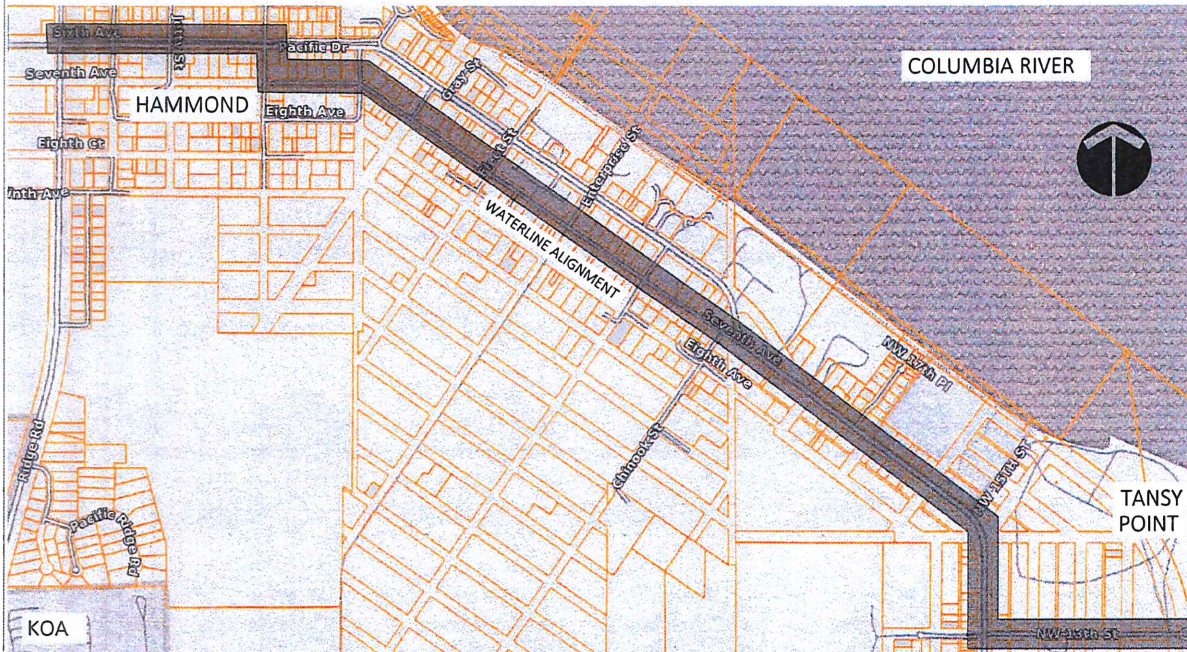 Sixth Ave
Pacific Dr
Seventh Ave
HAMMOND
Eighth Ave
Eighth Ct
Gray St
Enterprise St
COLUMBIA RIVER
WATERLINE ALIGNMENT
Seventh Ave
Eighth Ave
NW 17th Pl
Chinook St
NW 15TH ST
TANSY
POINT
Ridge Rd
Pacific Ridge Rd
KOA
NW 13th St